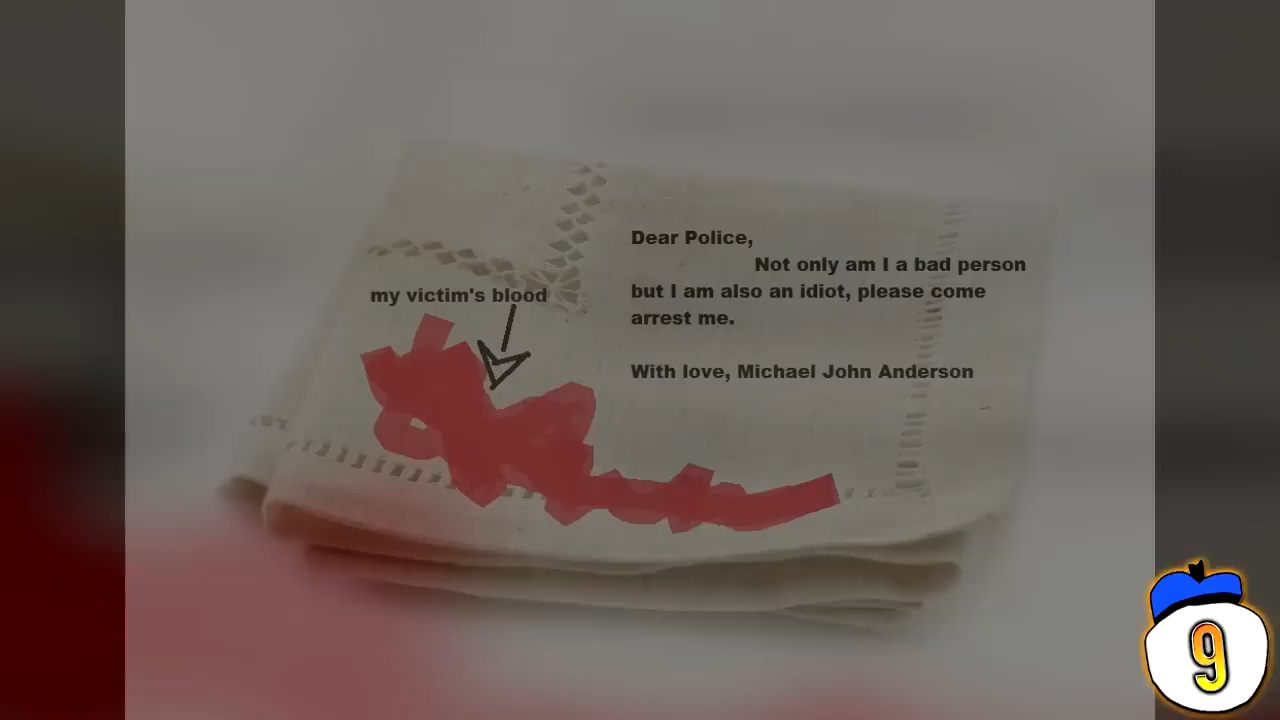 Dear Police,
Not only am I a bad person
but I am also an idiot, please come
arrest me.
With love, Michael John Anderson
my victim's blood
9